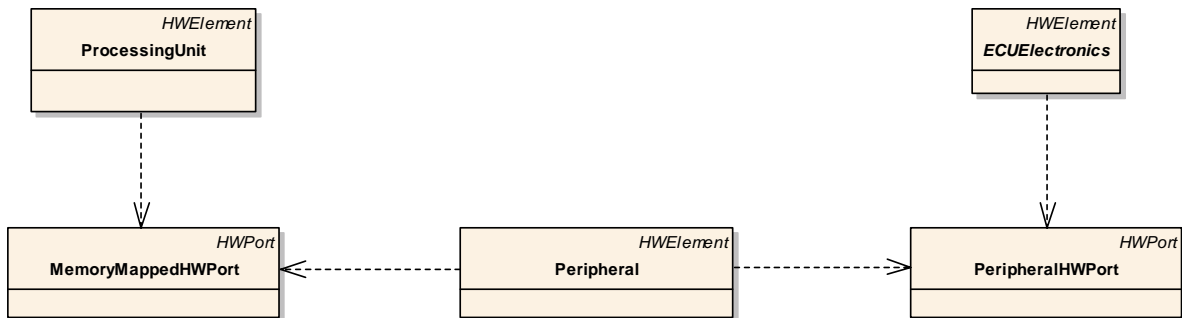 HWElement
ProcessingUnit
HWElement
ECUElectronics
HWPort
MemoryMappedHWPort
HWElement
Peripheral
HWPort
PeripheralHWPort